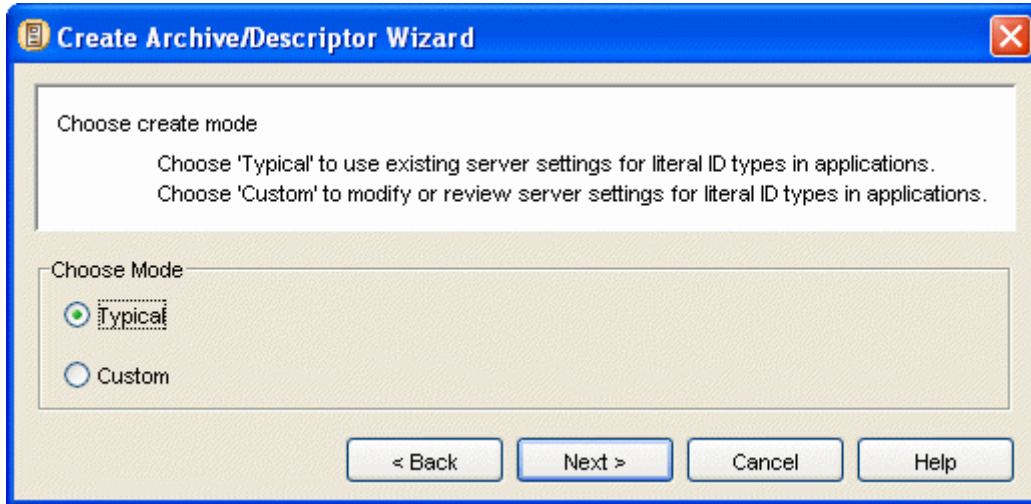 Create Archive/Descriptor Wizard
Choose create mode
Choose 'Typical' to use existing server settings for literal ID types in applications.
Choose 'Custom' to modify or review server settings for literal ID types in applications.
Choose Mode
Typical
Custom
< Back Next > Cancel Help